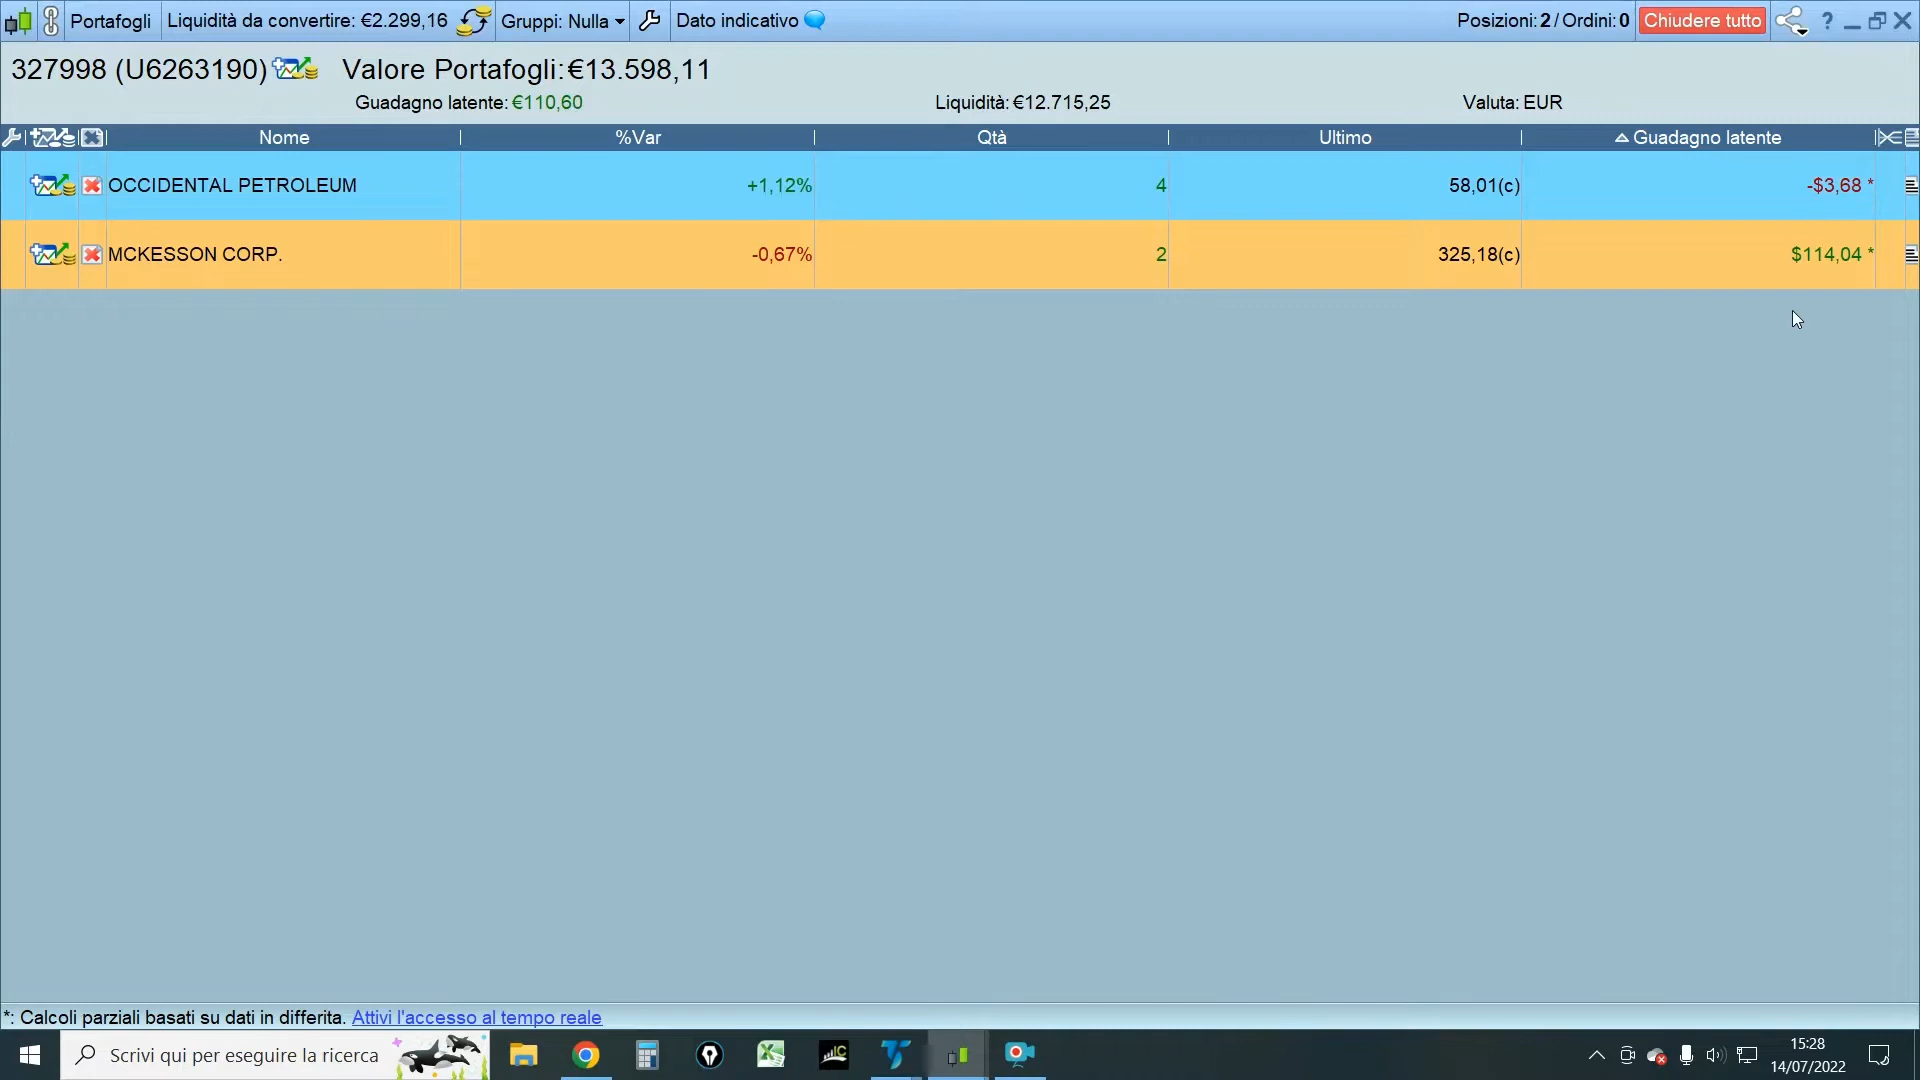 Portafogli Liquidità da convertire: €2.299,16 Gruppi: Nulla Dato indicativo Posizioni: 2 / Ordini: 0 Chiudere tutto ?
327998 (U6263190) Valore Portafogli: €13.598,11
Guadagno latente: €110,60 Liquidità: €12.715,25 Valuta: EUR
Nome %Var Qtà Ultimo Guadagno latente
OCCIDENTAL PETROLEUM +1,12% 4 58,01(c) -$3,68 *
MCKESSON CORP. -0,67% 2 325,18(c) $114,04 *
*: Calcoli parziali basati su dati in differita. Attivi l'accesso al tempo reale
Scrivi qui per eseguire la ricerca
15:28
14/07/2022